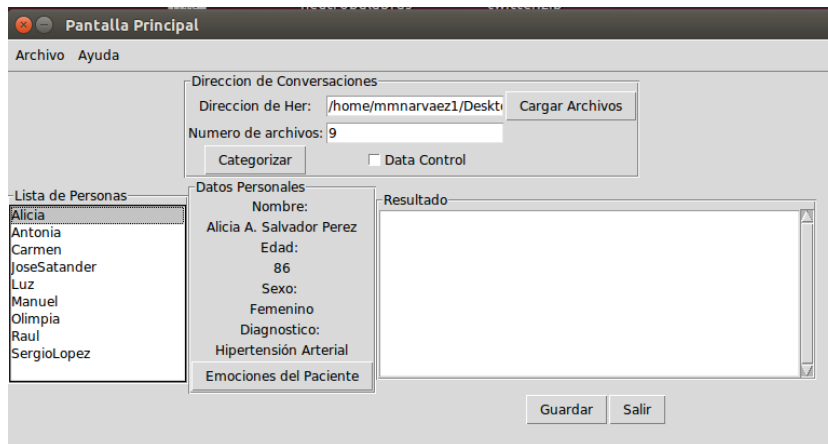 Pantalla Principal
Archivo Ayuda
Direccion de Conversaciones
Direccion de Her: /home/mmnarvaez1/Deskt Cargar Archivos
Numero de archivos: 9
Categorizar Data Control
Lista de Personas
Alicia
Antonia
Carmen
JoseSatander
Luz
Manuel
Olimpia
Raul
SergioLopez
Datos Personales
Nombre:
Alicia A. Salvador Perez
Edad:
86
Sexo:
Femenino
Diagnostico:
Hipertensión Arterial
Emociones del Paciente
Resultado
Guardar Salir